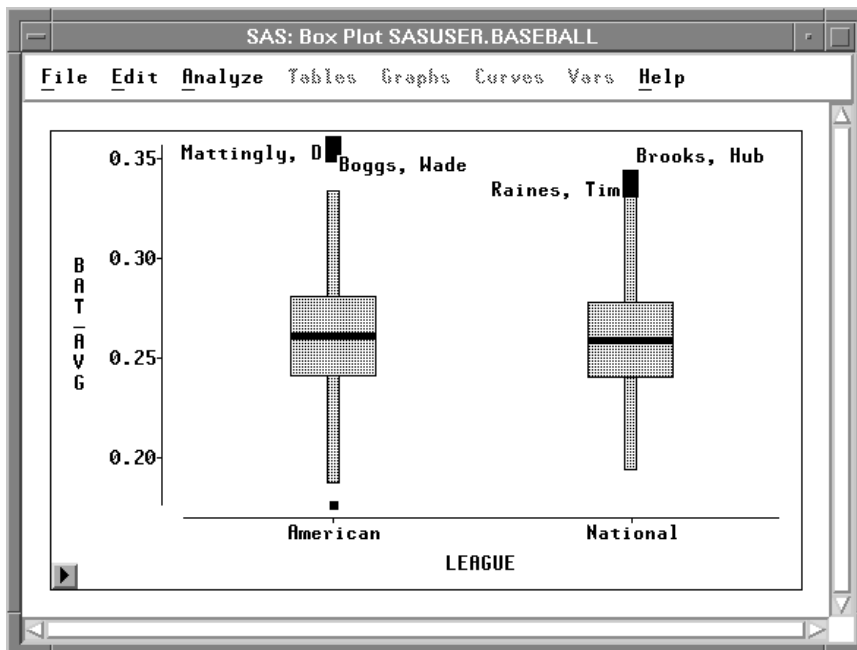 SAS: Box Plot SASUSER.BASEBALL
File Edit Analyze Tables Graphs Curves Vars Help
0.35
Mattingly, D
Boggs, Wade
Brooks, Hub
Raines, Tim
0.30
BAT_AVG
0.25
0.20
American National
LEAGUE